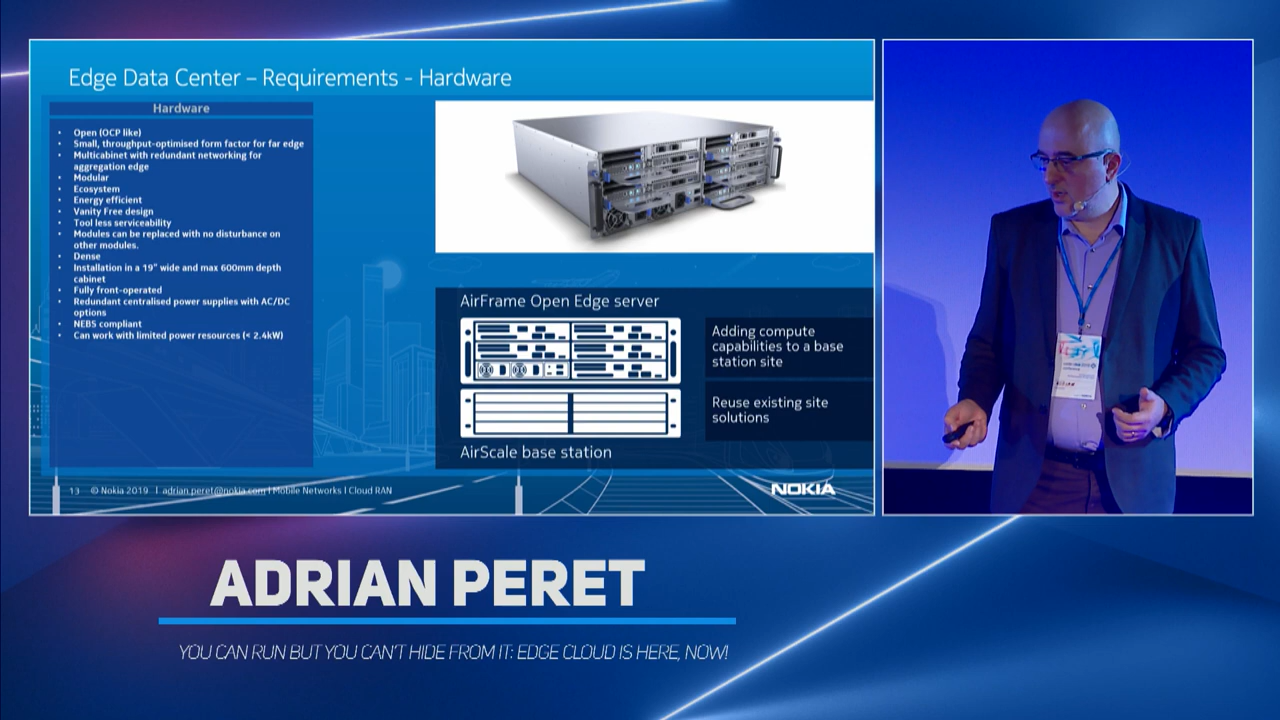 Edge Data Center – Requirements - Hardware
Hardware
• Open (OCP like)
• Small, throughput-optimised form factor for far edge
• Multicabinet with redundant networking for
aggregation edge
• Modular
• Ecosystem
• Energy efficient
• Vanity Free design
• Tool less serviceability
• Modules can be replaced with no disturbance on
other modules.
• Dense
• Installation in a 19" wide and max 600mm depth
cabinet
• Fully front-operated
• Redundant centralised power supplies with AC/DC
options
• NEBS compliant
• Can work with limited power resources (< 2.4kW)
AirFrame Open Edge server
Adding compute
capabilities to a base
station site
Reuse existing site
solutions
AirScale base station
13 © Nokia 2019 I adrian.peret@nokia.com I Mobile Networks I Cloud RAN
NOKIA
ADRIAN PERET
YOU CAN RUN BUT YOU CAN'T HIDE FROM IT: EDGE CLOUD IS HERE, NOW!